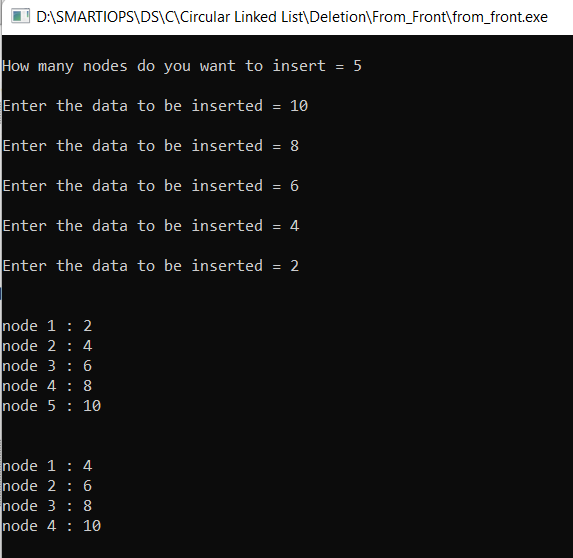 D:\SMARTIOPS\DS\C\Circular Linked List\Deletion\From_Front\from_front.exe
How many nodes do you want to insert = 5
Enter the data to be inserted = 10
Enter the data to be inserted = 8
Enter the data to be inserted = 6
Enter the data to be inserted = 4
Enter the data to be inserted = 2
node 1 : 2
node 2 : 4
node 3 : 6
node 4 : 8
node 5 : 10
node 1 : 4
node 2 : 6
node 3 : 8
node 4 : 10